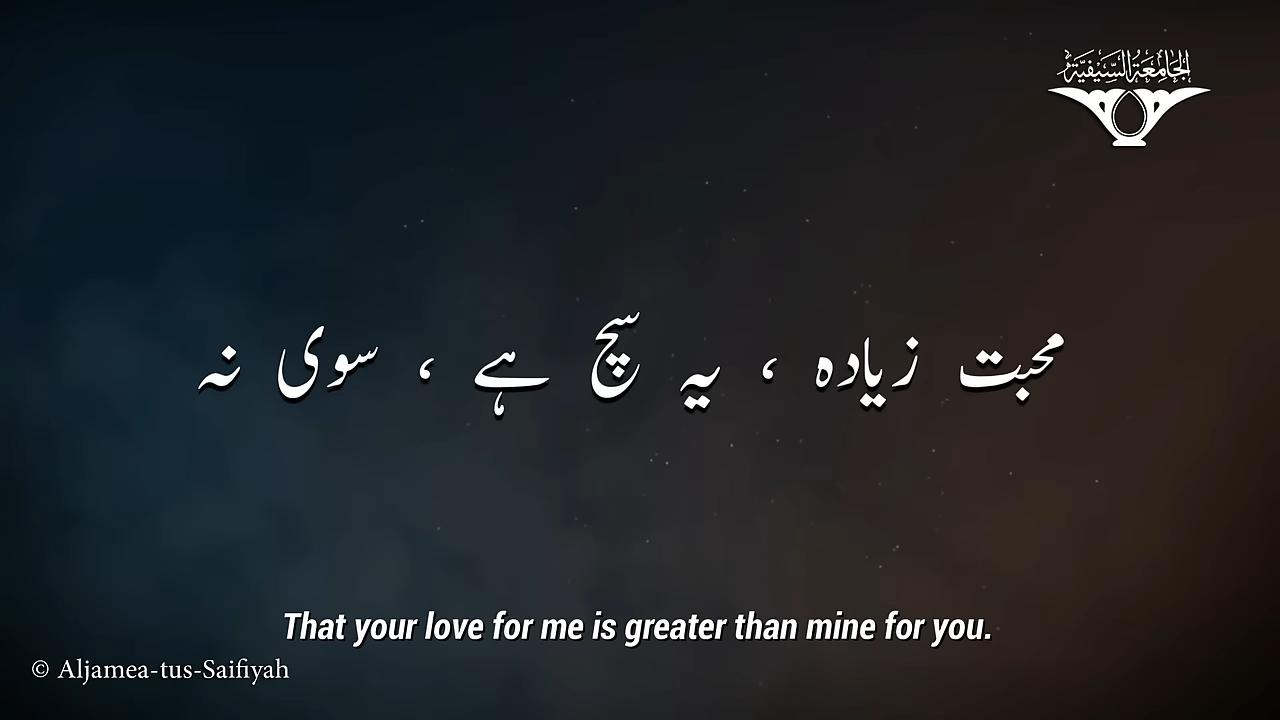 الجامعة السيفية
محبت زیادہ ، یہ سچ ہے ، سوی نہ
That your love for me is greater than mine for you.
© Aljamea-tus-Saifiyah